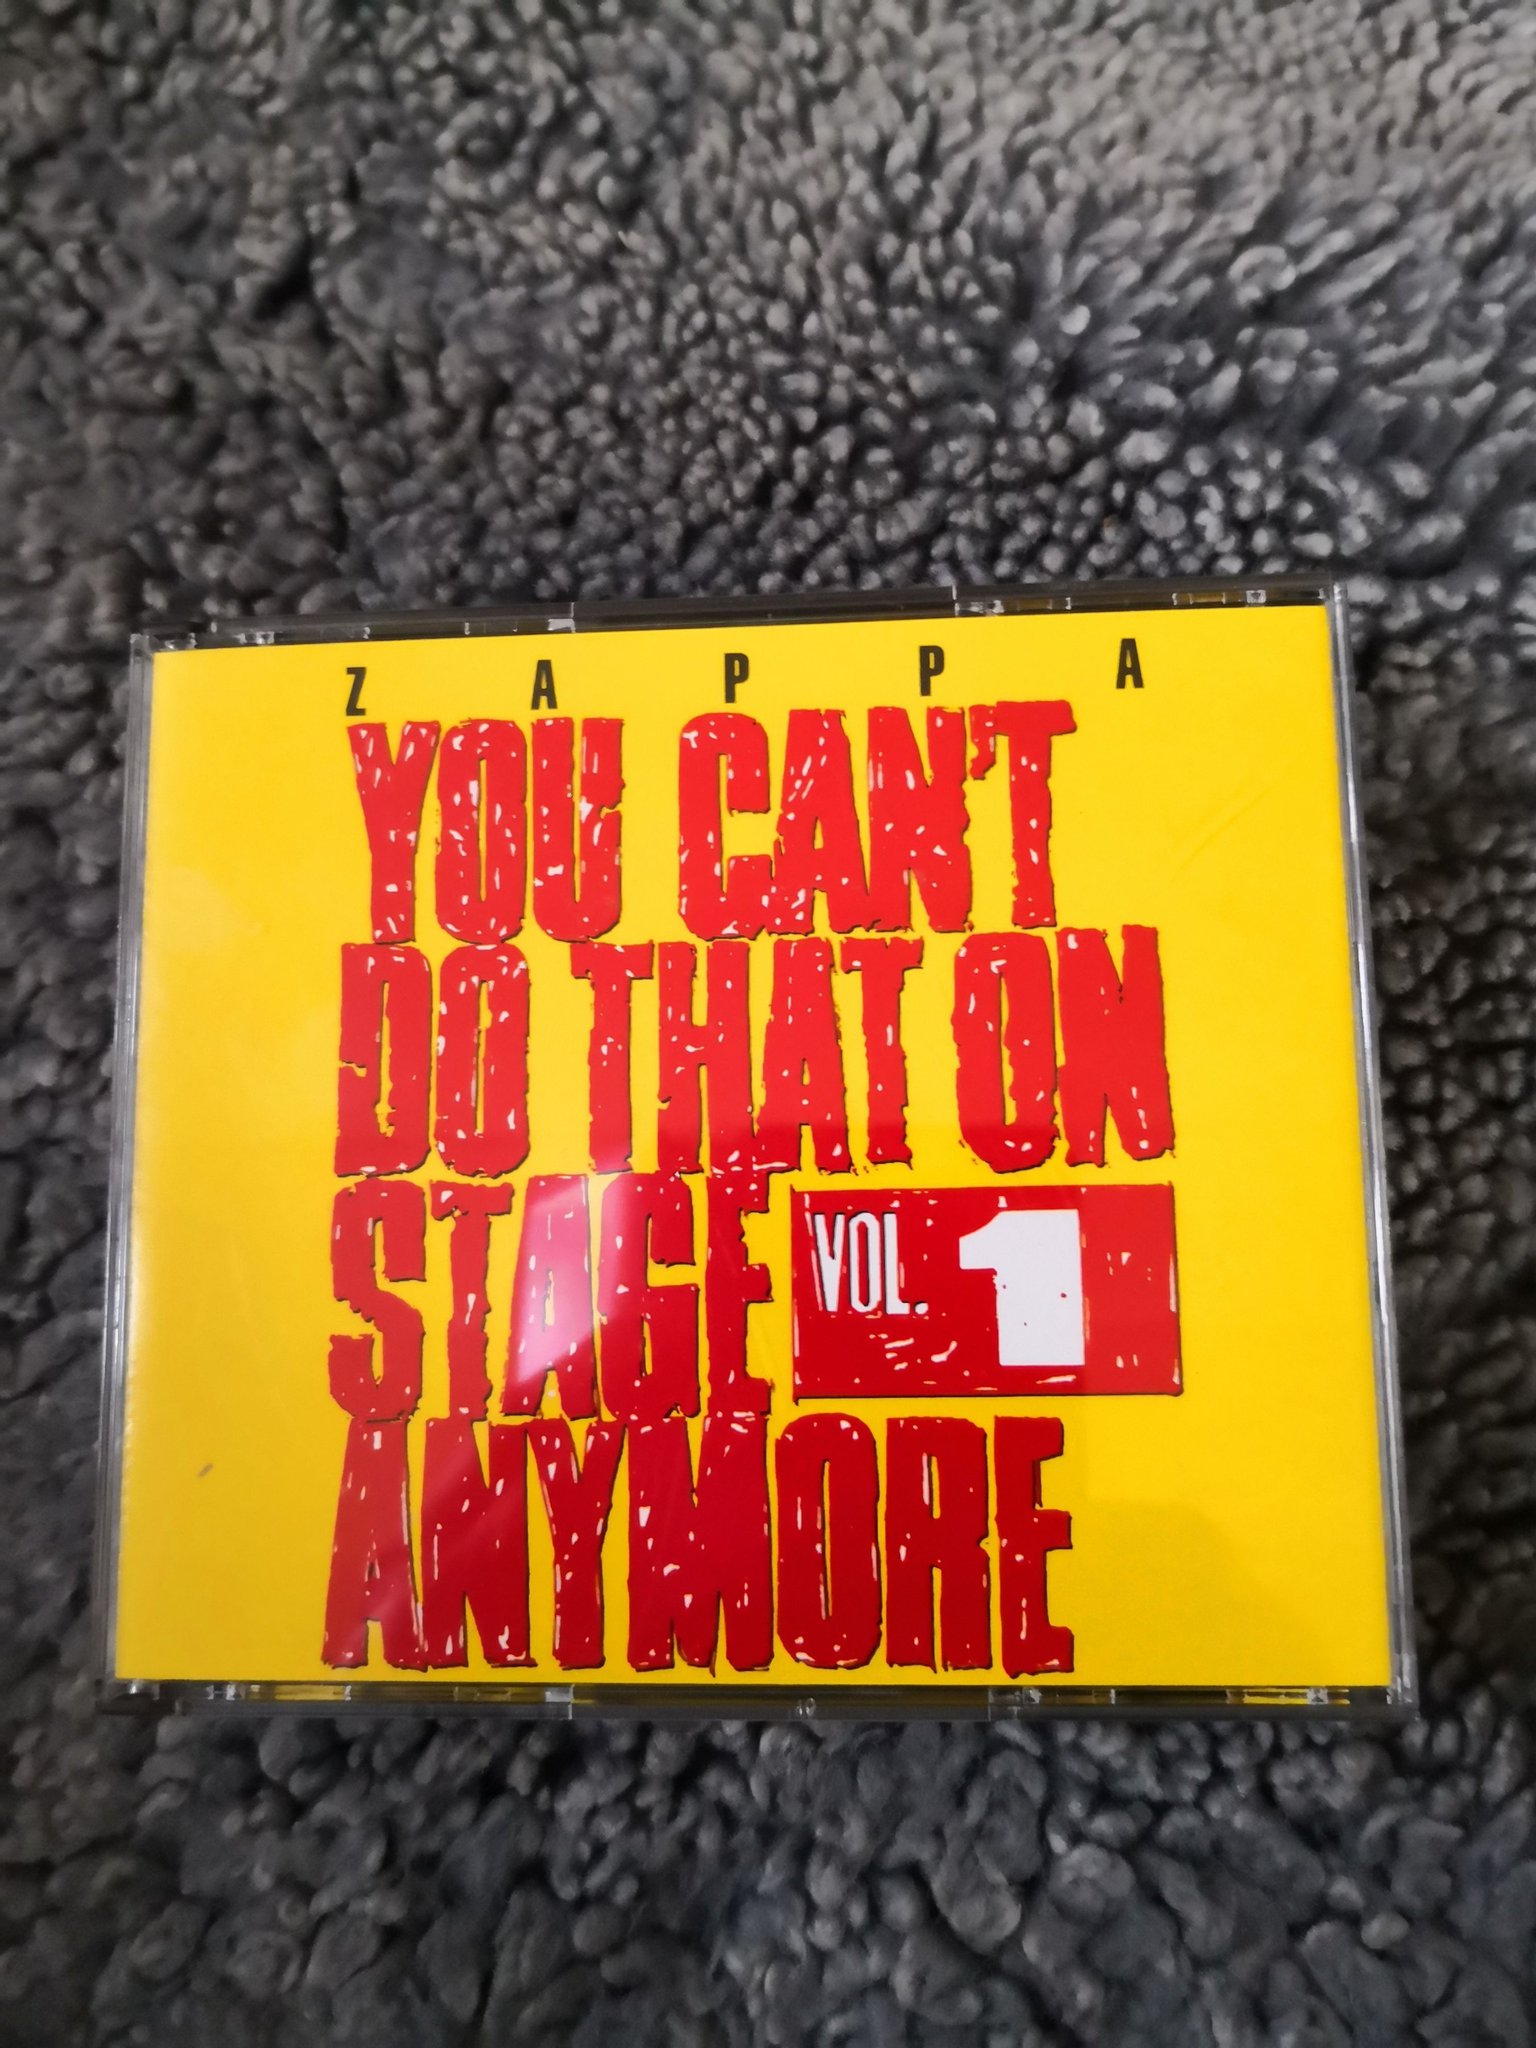 ZAPPA
YOU CAN'T
DO THAT ON
STAGE VOL. 1
ANYMORE